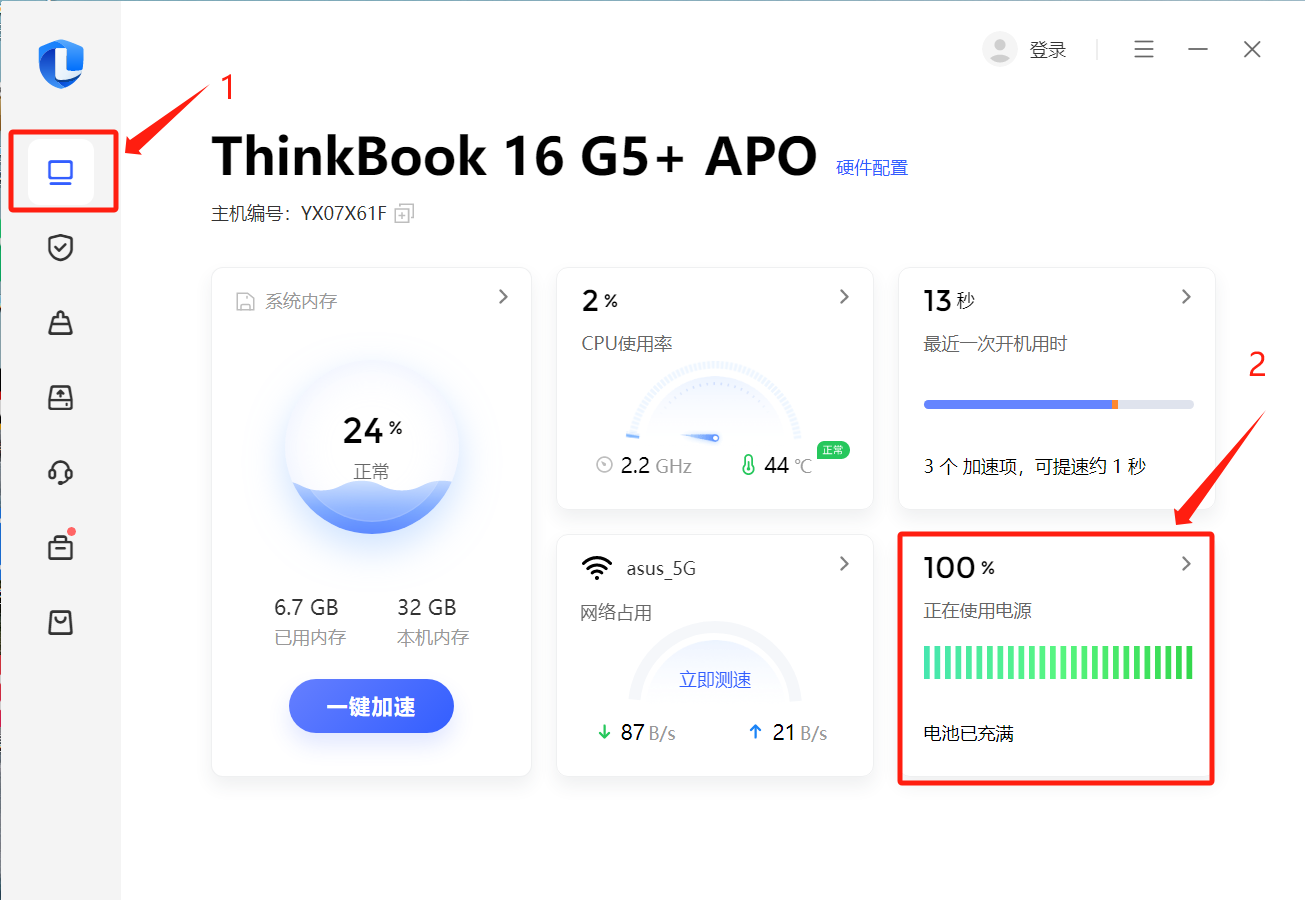 登录
1
ThinkBook 16 G5+ APO 硬件配置
主机编号：YX07X61F
系统内存
24 %
正常
6.7 GB 32 GB
已用内存 本机内存
一键加速
2 %
CPU使用率
2.2 GHz 44 ℃ 正常
13 秒
最近一次开机用时
3 个 加速项，可提速约 1 秒
asus_5G
网络占用
立即测速
87 B/s 21 B/s
2
100 %
正在使用电源
电池已充满